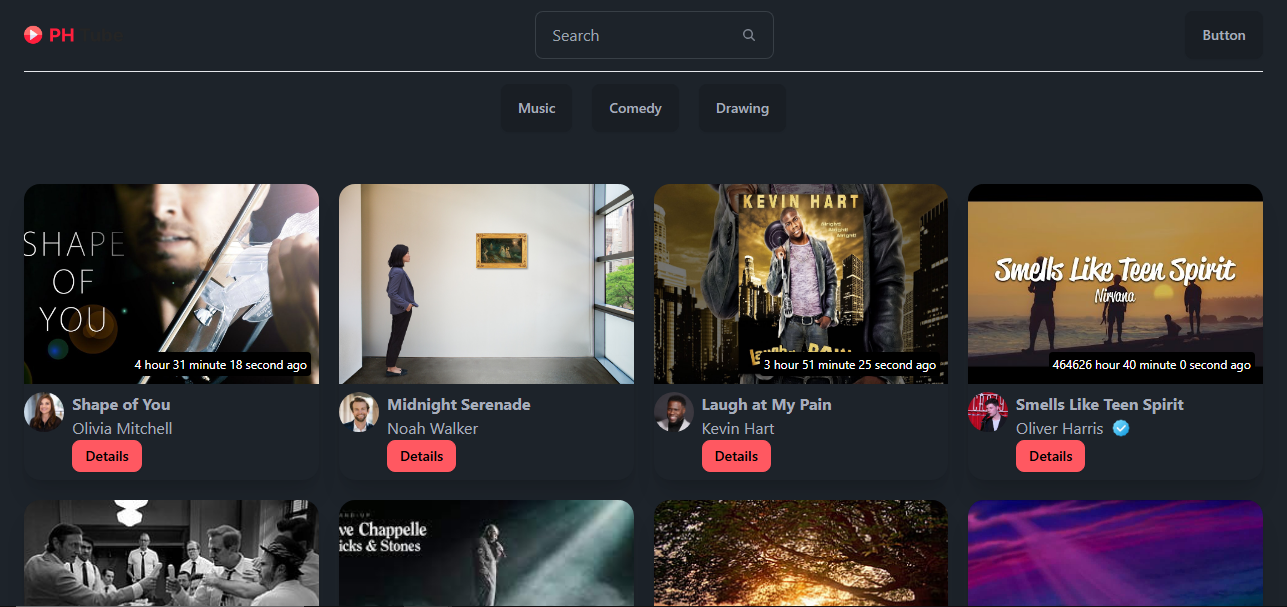 PH Tube
Search
Button
Music
Comedy
Drawing
SHAPE
OF
YOU
4 hour 31 minute 18 second ago
KEVIN HART
3 hour 51 minute 25 second ago
Smells Like Teen Spirit
Nirvana
464626 hour 40 minute 0 second ago
Shape of You
Olivia Mitchell
Details
Midnight Serenade
Noah Walker
Details
Laugh at My Pain
Kevin Hart
Details
Smells Like Teen Spirit
Oliver Harris
Details
ve Chappelle
icks & Stones